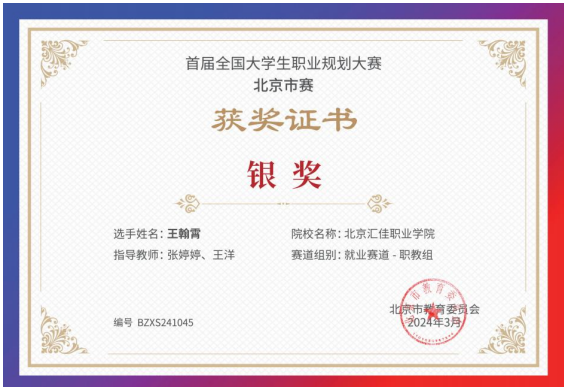 首届全国大学生职业规划大赛
北京市赛
获奖证书
银奖
选手姓名：王翰霄 院校名称：北京汇佳职业学院
指导教师：张婷婷、王洋 赛道组别：就业赛道 - 职教组
北京市教育委员会
编号 BZXS241045 2024年3月